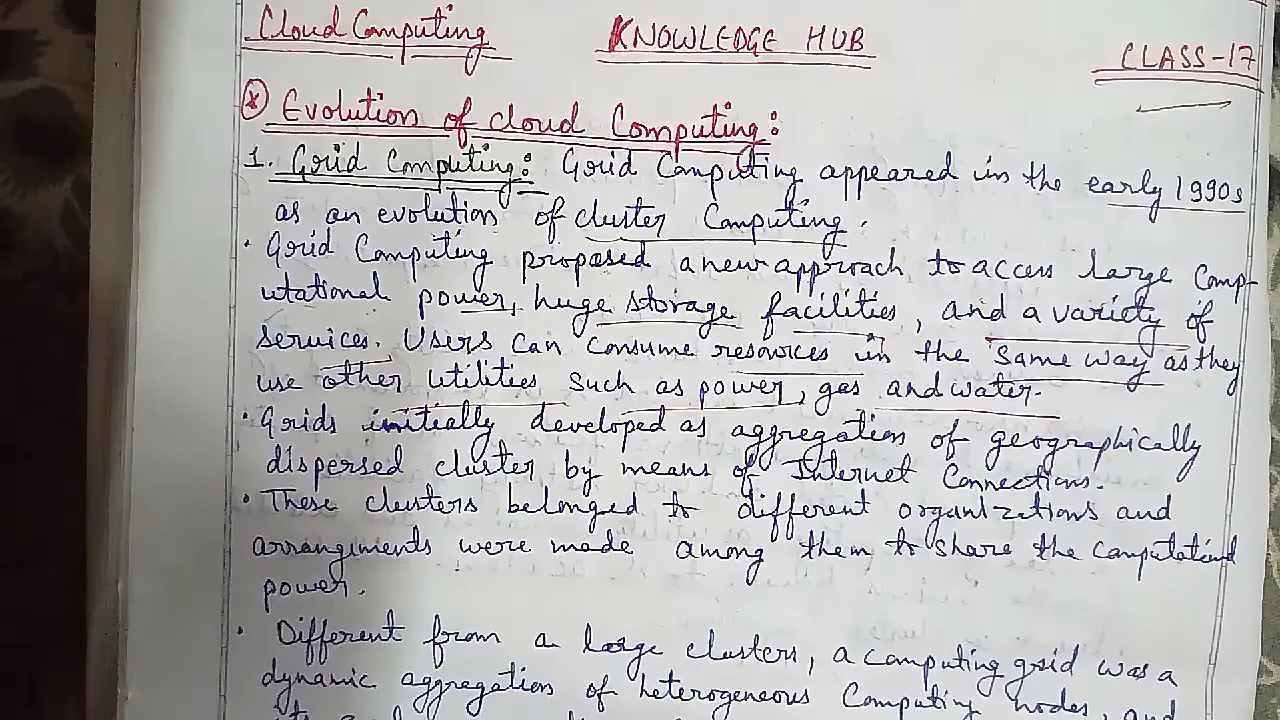 Cloud Computing KNOWLEDGE HUB CLASS-17
Evolution of cloud Computing:
1. Grid Computing: Grid Computing appeared in the early 1990s
as an evolution of cluster Computing.
• Grid Computing proposed a new approach to access large Comp-
utational power, huge storage facilities, and a variety of
services. Users can consume resources in the same way as they
use other utilities such as power, gas and water.
• Grids initially developed as aggregation of geographically
dispersed cluster by means of Internet Connections.
• These clusters belonged to different organizations and
arrangements were made among them to share the computational
power.
• Different from a large clusters, a computing grid was a
dynamic aggregation of heterogeneous Computing nodes, and